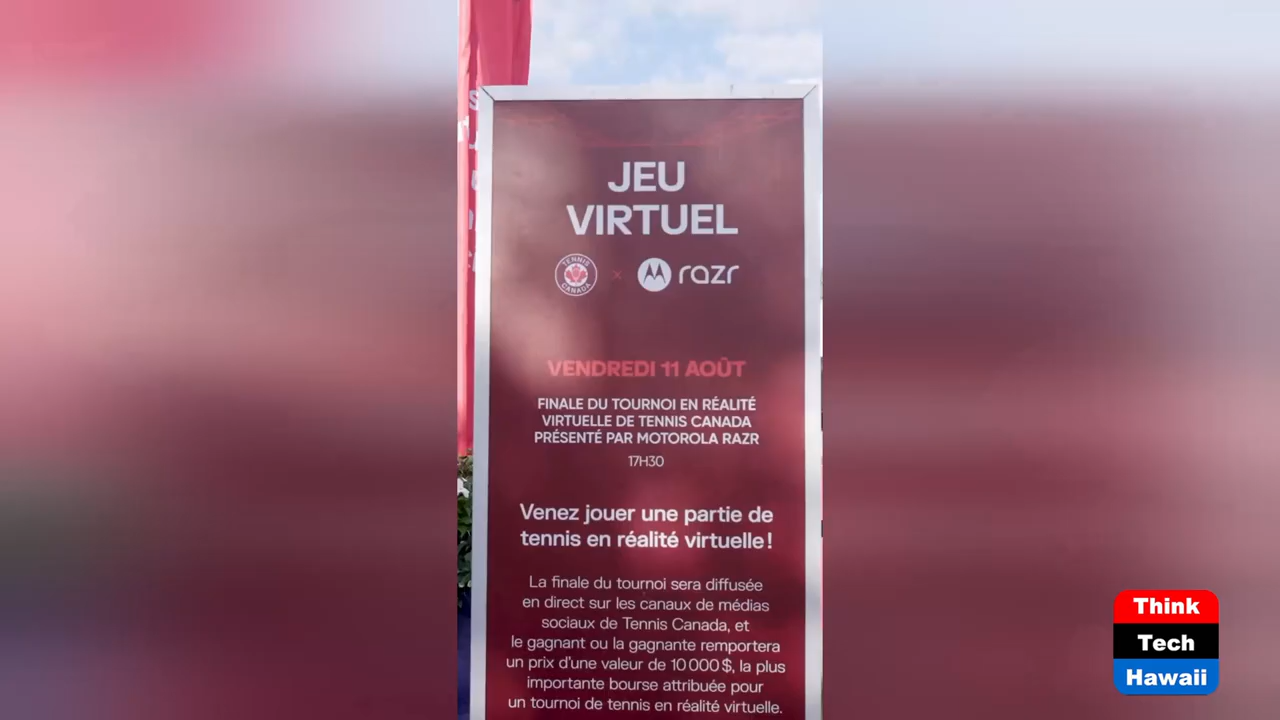 JEU
VIRTUEL
TENNIS CANADA x razr
VENDREDI 11 AOÛT
FINALE DU TOURNOI EN RÉALITÉ
VIRTUELLE DE TENNIS CANADA
PRÉSENTÉ PAR MOTOROLA RAZR
17H30
Venez jouer une partie de
tennis en réalité virtuelle!
La finale du tournoi sera diffusée
en direct sur les canaux de médias
sociaux de Tennis Canada, et
le gagnant ou la gagnante remportera
un prix d'une valeur de 10 000 $, la plus
importante bourse attribuée pour
un tournoi de tennis en réalité virtuelle.
Think
Tech
Hawaii